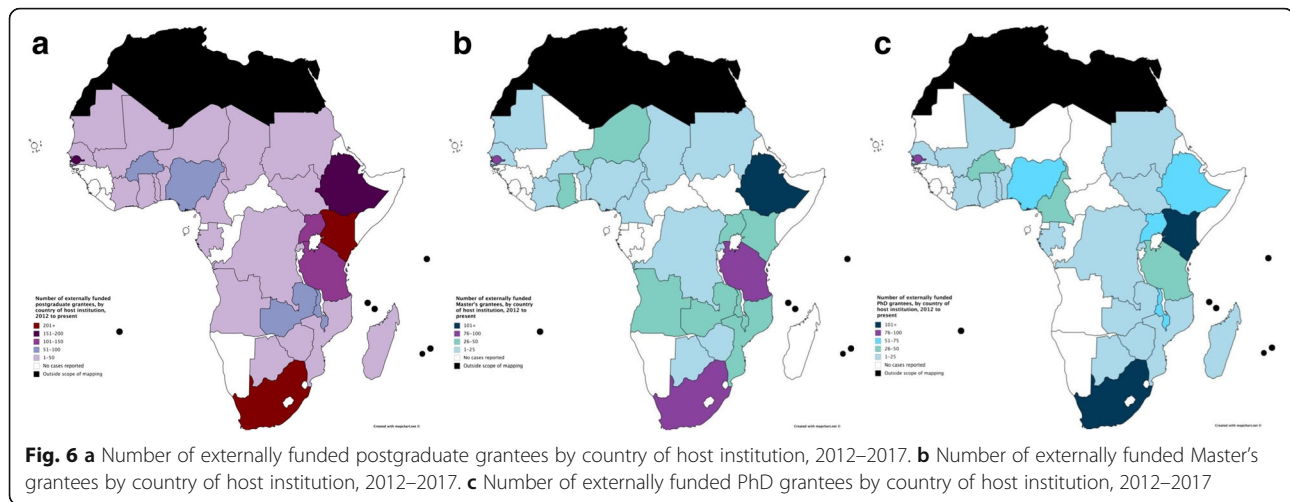 a
b
c
Number of externally funded
postgraduate grantees, by
country of host institution,
2012 to present
201+
151-200
101-150
51-100
1-50
No cases reported
Outside scope of mapping
Created with mapchart.net ©
Number of externally funded
Master's grantees, by country
of host institution, 2012 to
present
101+
76-100
26-50
1-25
No cases reported
Outside scope of mapping
Created with mapchart.net ©
Number of externally funded
PhD grantees, by country of
host institution, 2012 to
present
101+
76-100
51-75
26-50
1-25
No cases reported
Outside scope of mapping
Created with mapchart.net ©
Fig. 6 a Number of externally funded postgraduate grantees by country of host institution, 2012–2017. b Number of externally funded Master's
grantees by country of host institution, 2012–2017. c Number of externally funded PhD grantees by country of host institution, 2012–2017